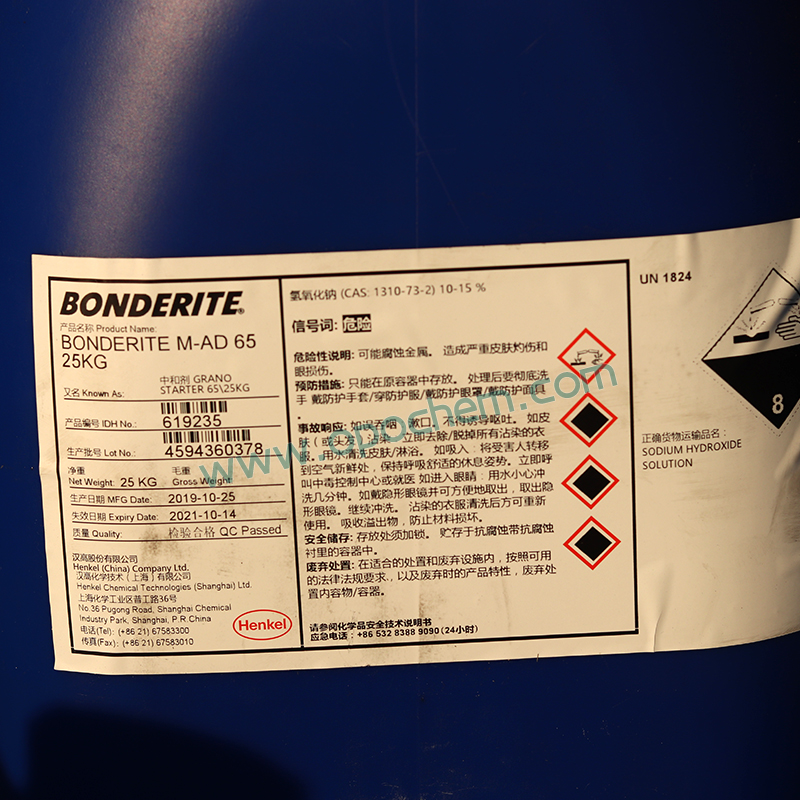 BONDERITE®
产品名称 Product Name:
BONDERITE M-AD 65
25KG
又名 Known As:
中和剂 GRANO
STARTER 65\25KG
产品编号 IDH No.:
619235
生产批号 Lot No.:
4594360378
净重
Net Weight: 25 KG
毛重
Gross Weight:
生产日期 MFG Date: 2019-10-25
失效日期 Expiry Date: 2021-10-14
质量 Quality: 检验合格 QC Passed
汉高股份有限公司
Henkel (China) Company Ltd.
汉高化学技术（上海）有限公司
Henkel Chemical Technologies (Shanghai) Ltd.
上海化学工业区普工路36号
No.36 Pugong Road, Shanghai Chemical
Industry Park, Shanghai, P.R.China
电话(Tel): (+86 21) 67583300
传真(Fax): (+86 21) 67583010
Henkel
氢氧化钠 (CAS: 1310-73-2) 10-15 %
信号词: 危险
危险性说明: 可能腐蚀金属。 造成严重皮肤灼伤和
眼损伤。
预防措施: 只能在原容器中存放。 处理后要彻底洗
手 戴防护手套/穿防护服/戴防护眼罩/戴防护面具
事故响应: 如误吞咽：漱口。不得诱导呕吐。 如皮
肤（或头发）沾染：立即去除/脱掉所有沾染的衣
服。用水清洗皮肤/淋浴。 如吸入：将受害人转移
到空气新鲜处，保持呼吸舒适的休息姿势。 立即呼
叫中毒控制中心或就医 如进入眼睛：用水小心冲
洗几分钟。如戴隐形眼镜并可方便地取出，取出隐
形眼镜。继续冲洗。 沾染的衣服清洗后方可重新
使用。 吸收溢出物，防止材料损坏。
安全储存: 存放处须加锁。 贮存于抗腐蚀带抗腐蚀
衬里的容器中。
废弃处置: 在适合的处置和废弃设施内，按照可用
的法律法规要求，以及废弃时的产品特性，废弃处
置内容物/容器。
请参阅化学品安全技术说明书
应急电话：+86 532 8388 9090 (24小时)
UN 1824
8
正确货物运输品名：
SODIUM HYDROXIDE
SOLUTION
www.cnochem.com